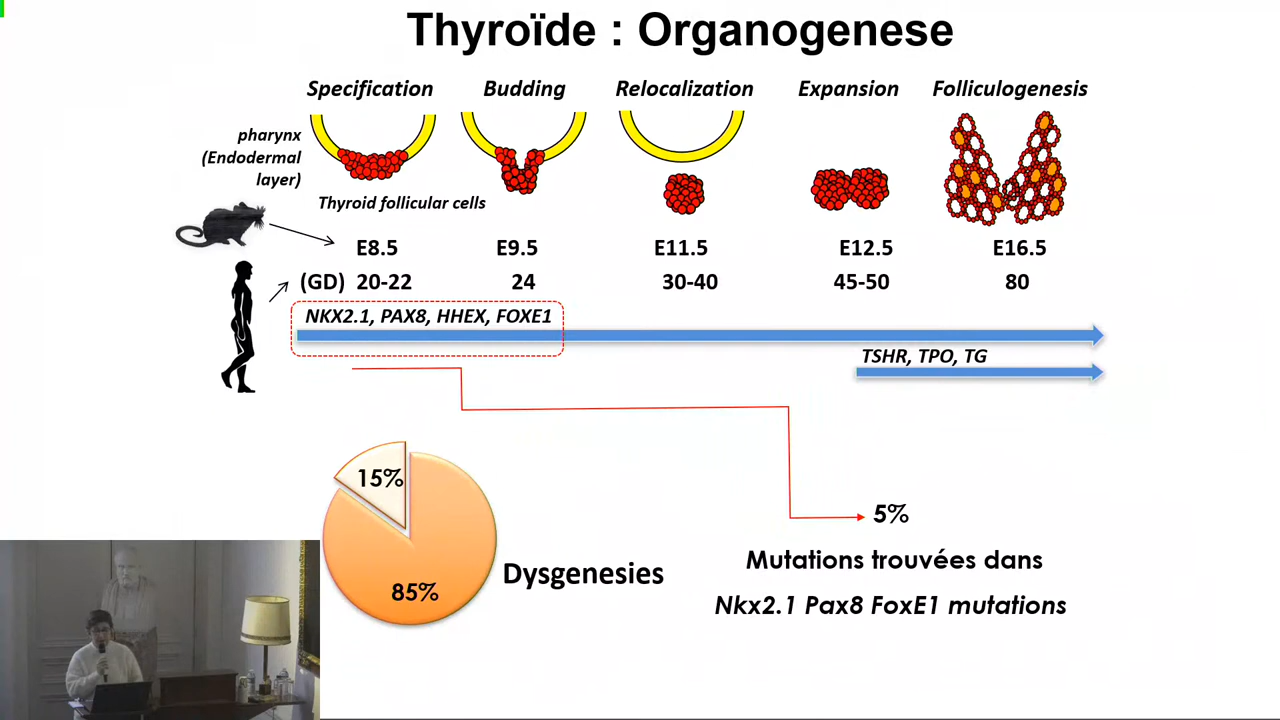 Thyroïde : Organogenese
Specification Budding Relocalization Expansion Folliculogenesis
pharynx
(Endodermal
layer)
Thyroid follicular cells
E8.5 E9.5 E11.5 E12.5 E16.5
(GD) 20-22 24 30-40 45-50 80
NKX2.1, PAX8, HHEX, FOXE1
TSHR, TPO, TG
15%
85%
Dysgenesies
5%
Mutations trouvées dans
Nkx2.1 Pax8 FoxE1 mutations